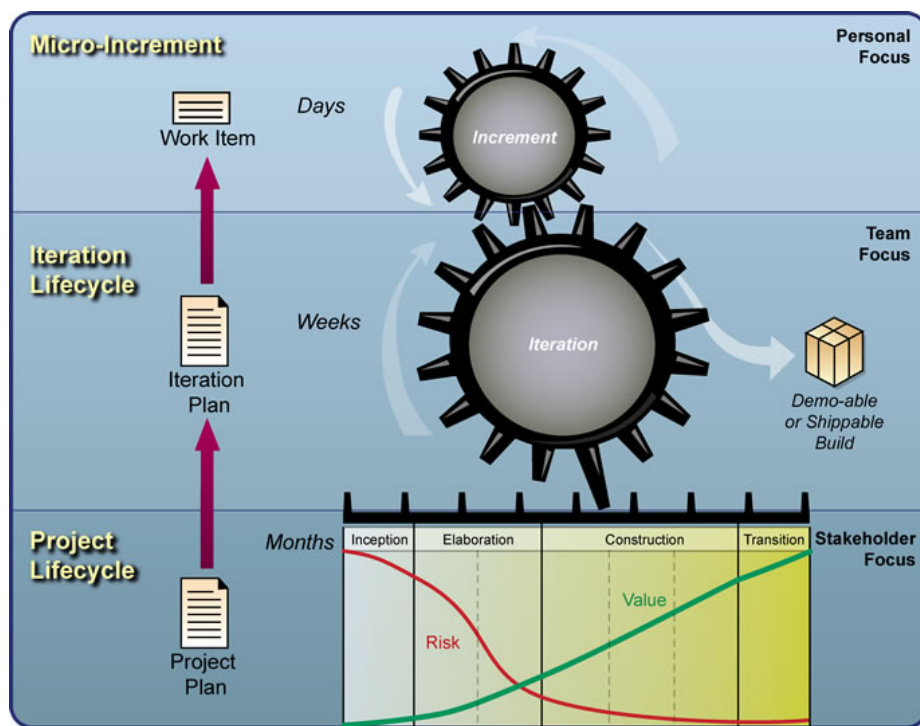 Micro-Increment
Personal
Focus
Days
Increment
Work Item
Iteration
Lifecycle
Team
Focus
Weeks
Iteration
Iteration
Plan
Demo-able
or Shippable
Build
Project
Lifecycle
Months
Inception
Elaboration
Construction
Transition
Stakeholder
Focus
Value
Risk
Project
Plan